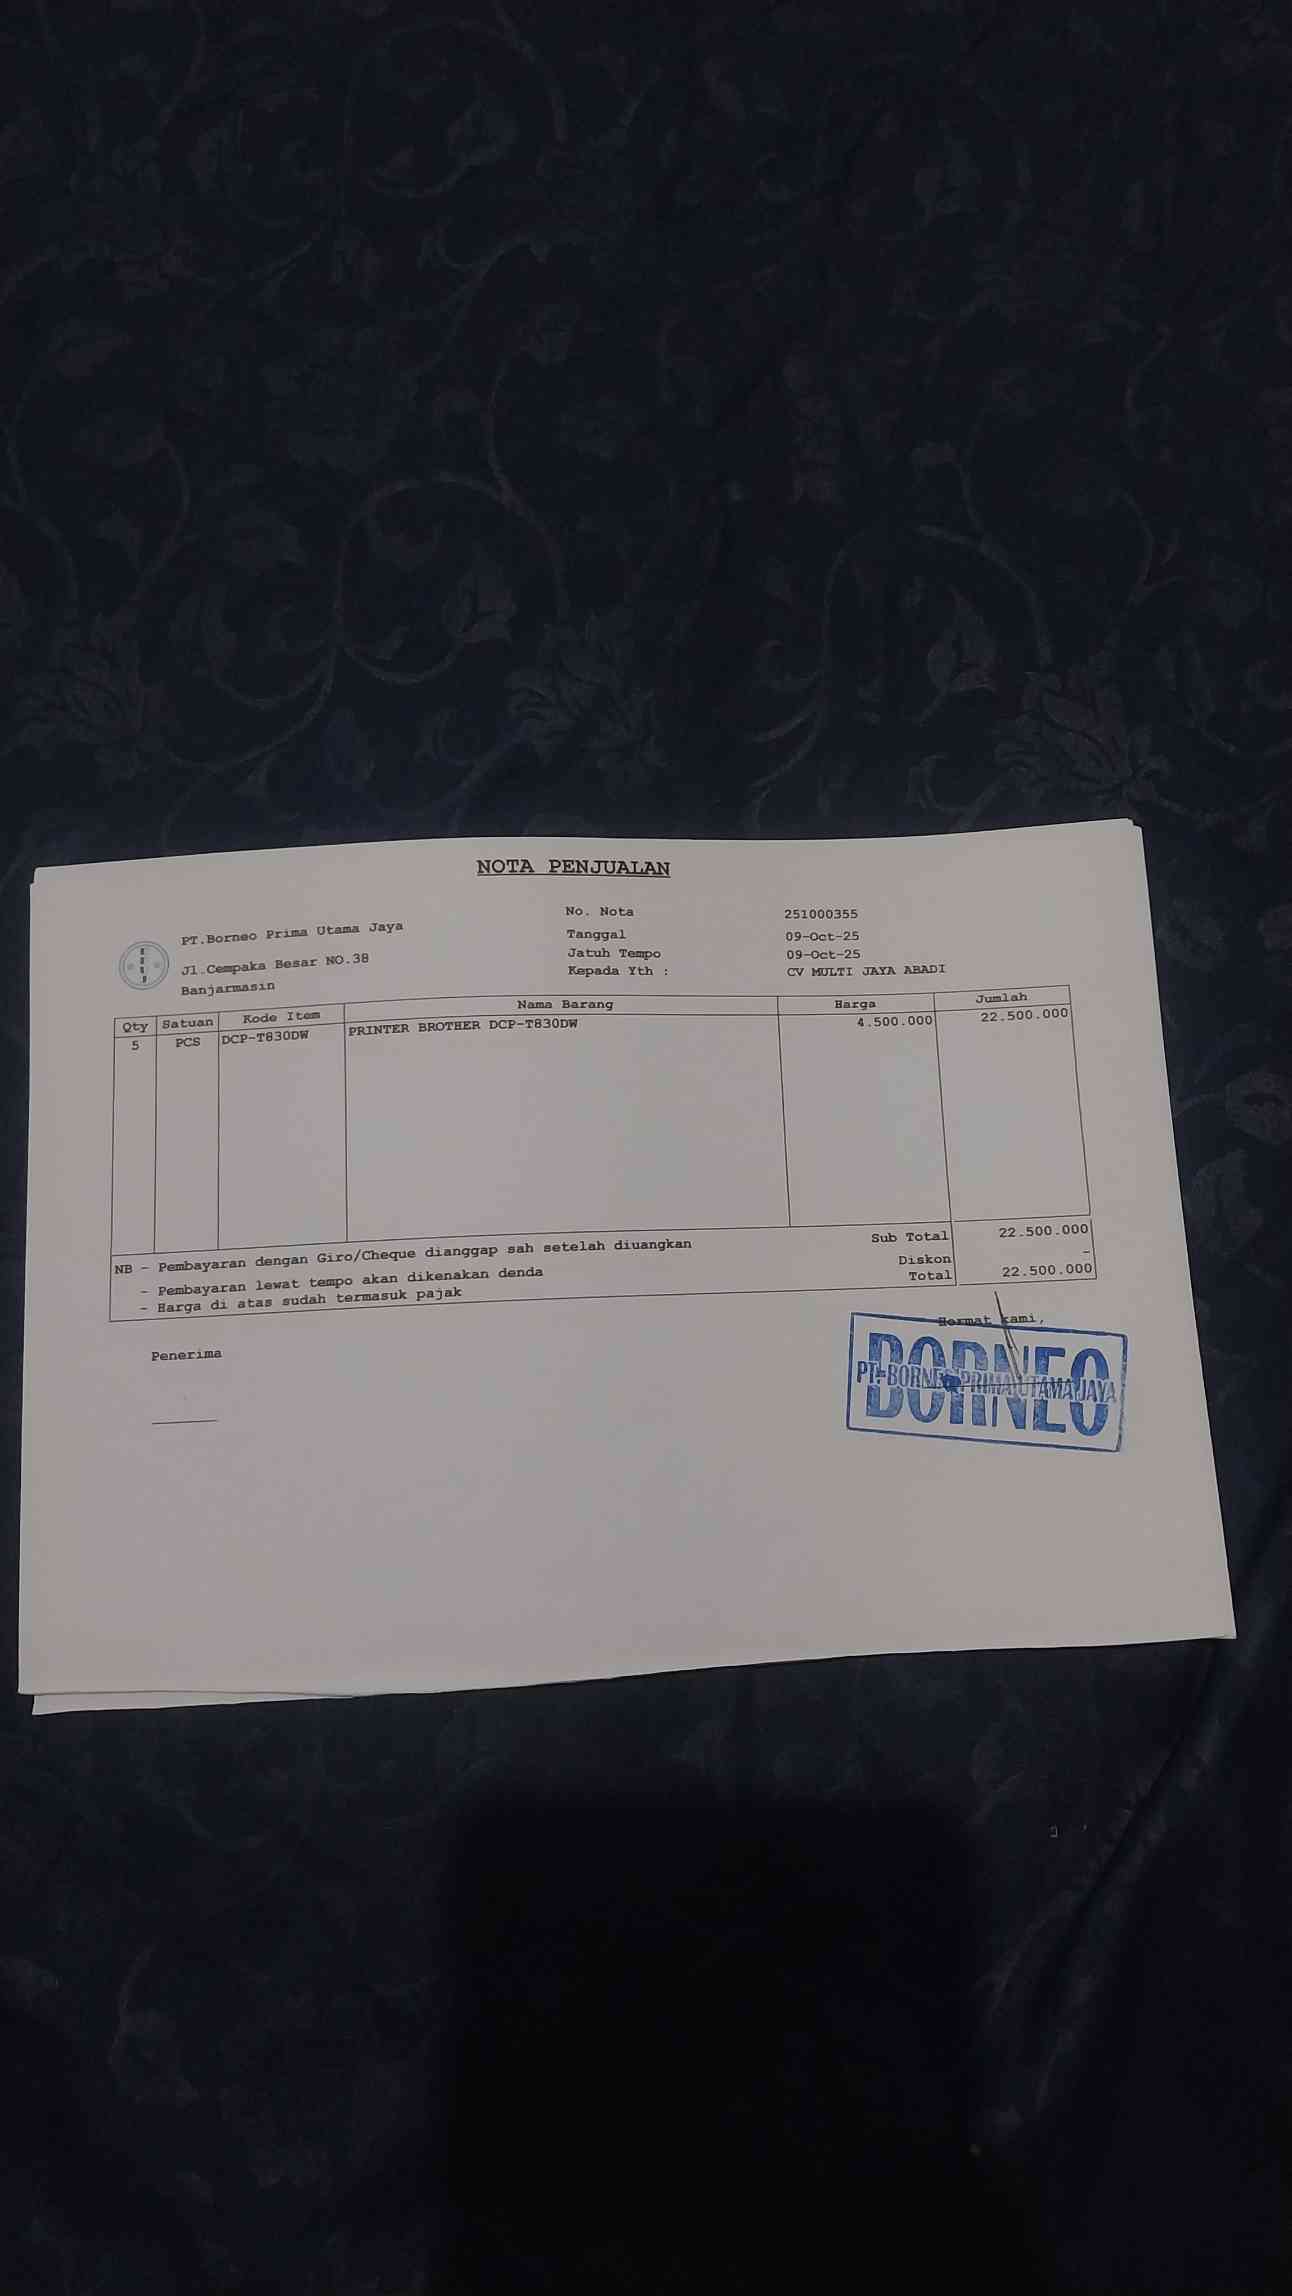 NOTA PENJUALAN
PT.Borneo Prima Utama Jaya
Jl.Cempaka Besar NO.38
Banjarmasin
No. Nota 251000355
Tanggal 09-Oct-25
Jatuh Tempo 09-Oct-25
Kepada Yth : CV MULTI JAYA ABADI
Qty Satuan Kode Item Nama Barang Harga Jumlah
5 PCS DCP-T830DW PRINTER BROTHER DCP-T830DW 4.500.000 22.500.000
NB - Pembayaran dengan Giro/Cheque dianggap sah setelah diuangkan
- Pembayaran lewat tempo akan dikenakan denda
- Harga di atas sudah termasuk pajak
Sub Total 22.500.000
Diskon -
Total 22.500.000
Penerima
Hormat kami,
BORNEO
PT. BORNEO PRIMA UTAMA JAYA